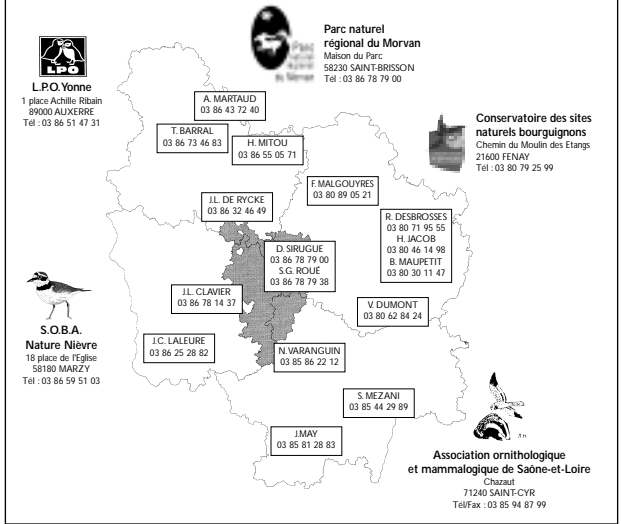 Parc naturel
régional du Morvan
Maison du Parc
58230 SAINT-BRISSON
Tél : 03 86 78 79 00
LPO
L.P.O. Yonne
1 place Achille Ribain
89000 AUXERRE
Tél : 03 86 51 47 31
A. MARTAUD
03 86 43 72 40
T. BARRAL
03 86 73 46 83
H. MITOU
03 86 55 05 71
Conservatoire des sites
naturels bourguignons
Chemin du Moulin des Etangs
21600 FENAY
Tél : 03 80 79 25 99
F. MALGOUYRES
03 80 89 05 21
J.L. DE RYCKE
03 86 32 46 49
R. DESBROSSES
03 80 71 95 55
H. JACOB
03 80 46 14 98
B. MAUPETIT
03 80 30 11 47
D. SIRUGUE
03 86 78 79 00
S.G. ROUÉ
03 86 78 79 38
J.L. CLAVIER
03 86 78 14 37
V. DUMONT
03 80 62 84 24
S.O.B.A.
Nature Nièvre
18 place de l'Eglise
58180 MARZY
Tél : 03 86 59 51 03
J.C. LALEURE
03 86 25 28 82
N. VARANGUIN
03 85 86 22 12
S. MEZANI
03 85 44 29 89
J. MAY
03 85 81 28 83
Association ornithologique
et mammalogique de Saône-et-Loire
Chazaut
71240 SAINT-CYR
Tél/Fax : 03 85 94 87 99